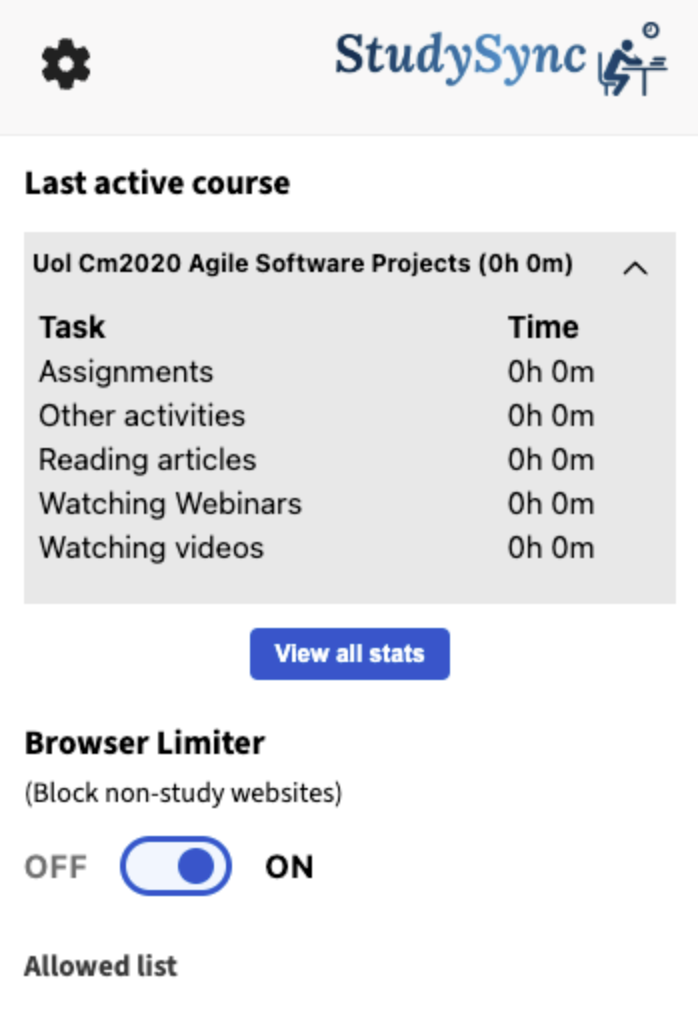 StudySync
Last active course
Uol Cm2020 Agile Software Projects (0h 0m)
Task Time
Assignments 0h 0m
Other activities 0h 0m
Reading articles 0h 0m
Watching Webinars 0h 0m
Watching videos 0h 0m
View all stats
Browser Limiter
(Block non-study websites)
OFF ON
Allowed list